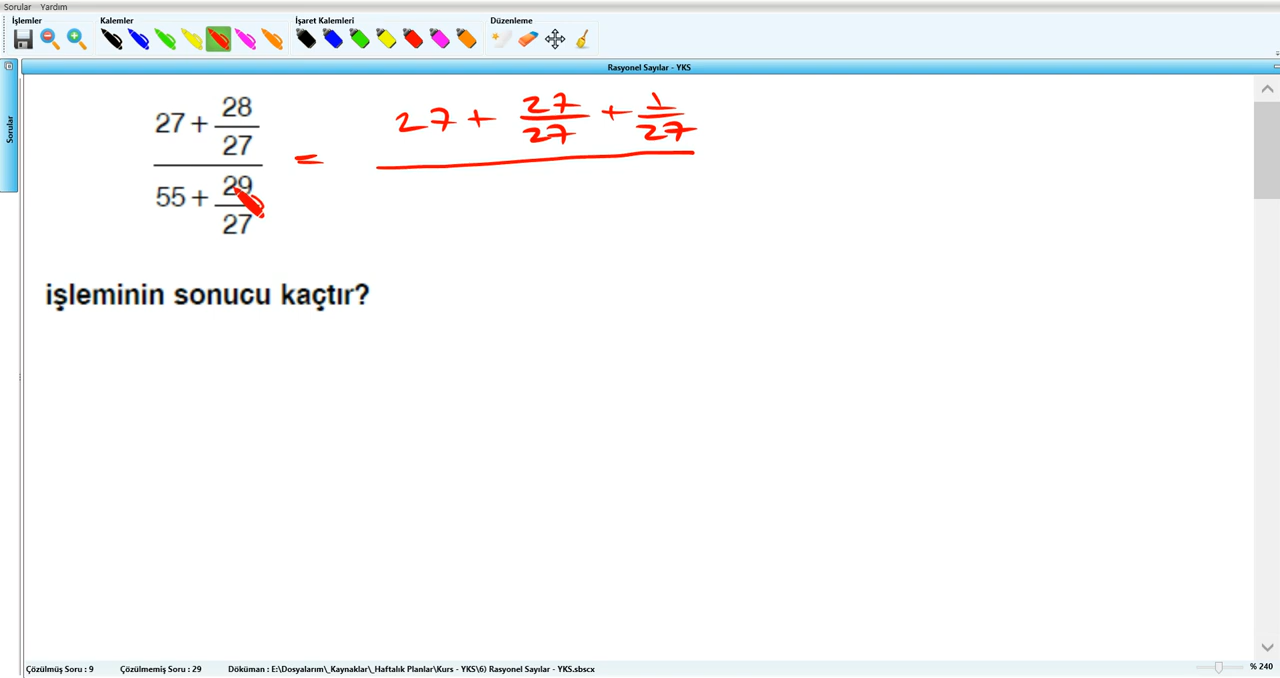 Sorular Yardım
İşlemler Kalemler İşaret Kalemleri Düzenleme
Rasyonel Sayılar - YKS
Sorular
27 + 28/27 = 27 + 27/27 + 1/27
55 + 29/27
işleminin sonucu kaçtır?
Çözülmüş Soru : 9 Çözülmemiş Soru : 29 Döküman : E:\Dosyalarım\_Kaynaklar\_Haftalık Planlar\Kurs - YKS\6) Rasyonel Sayılar - YKS.sbscx % 240